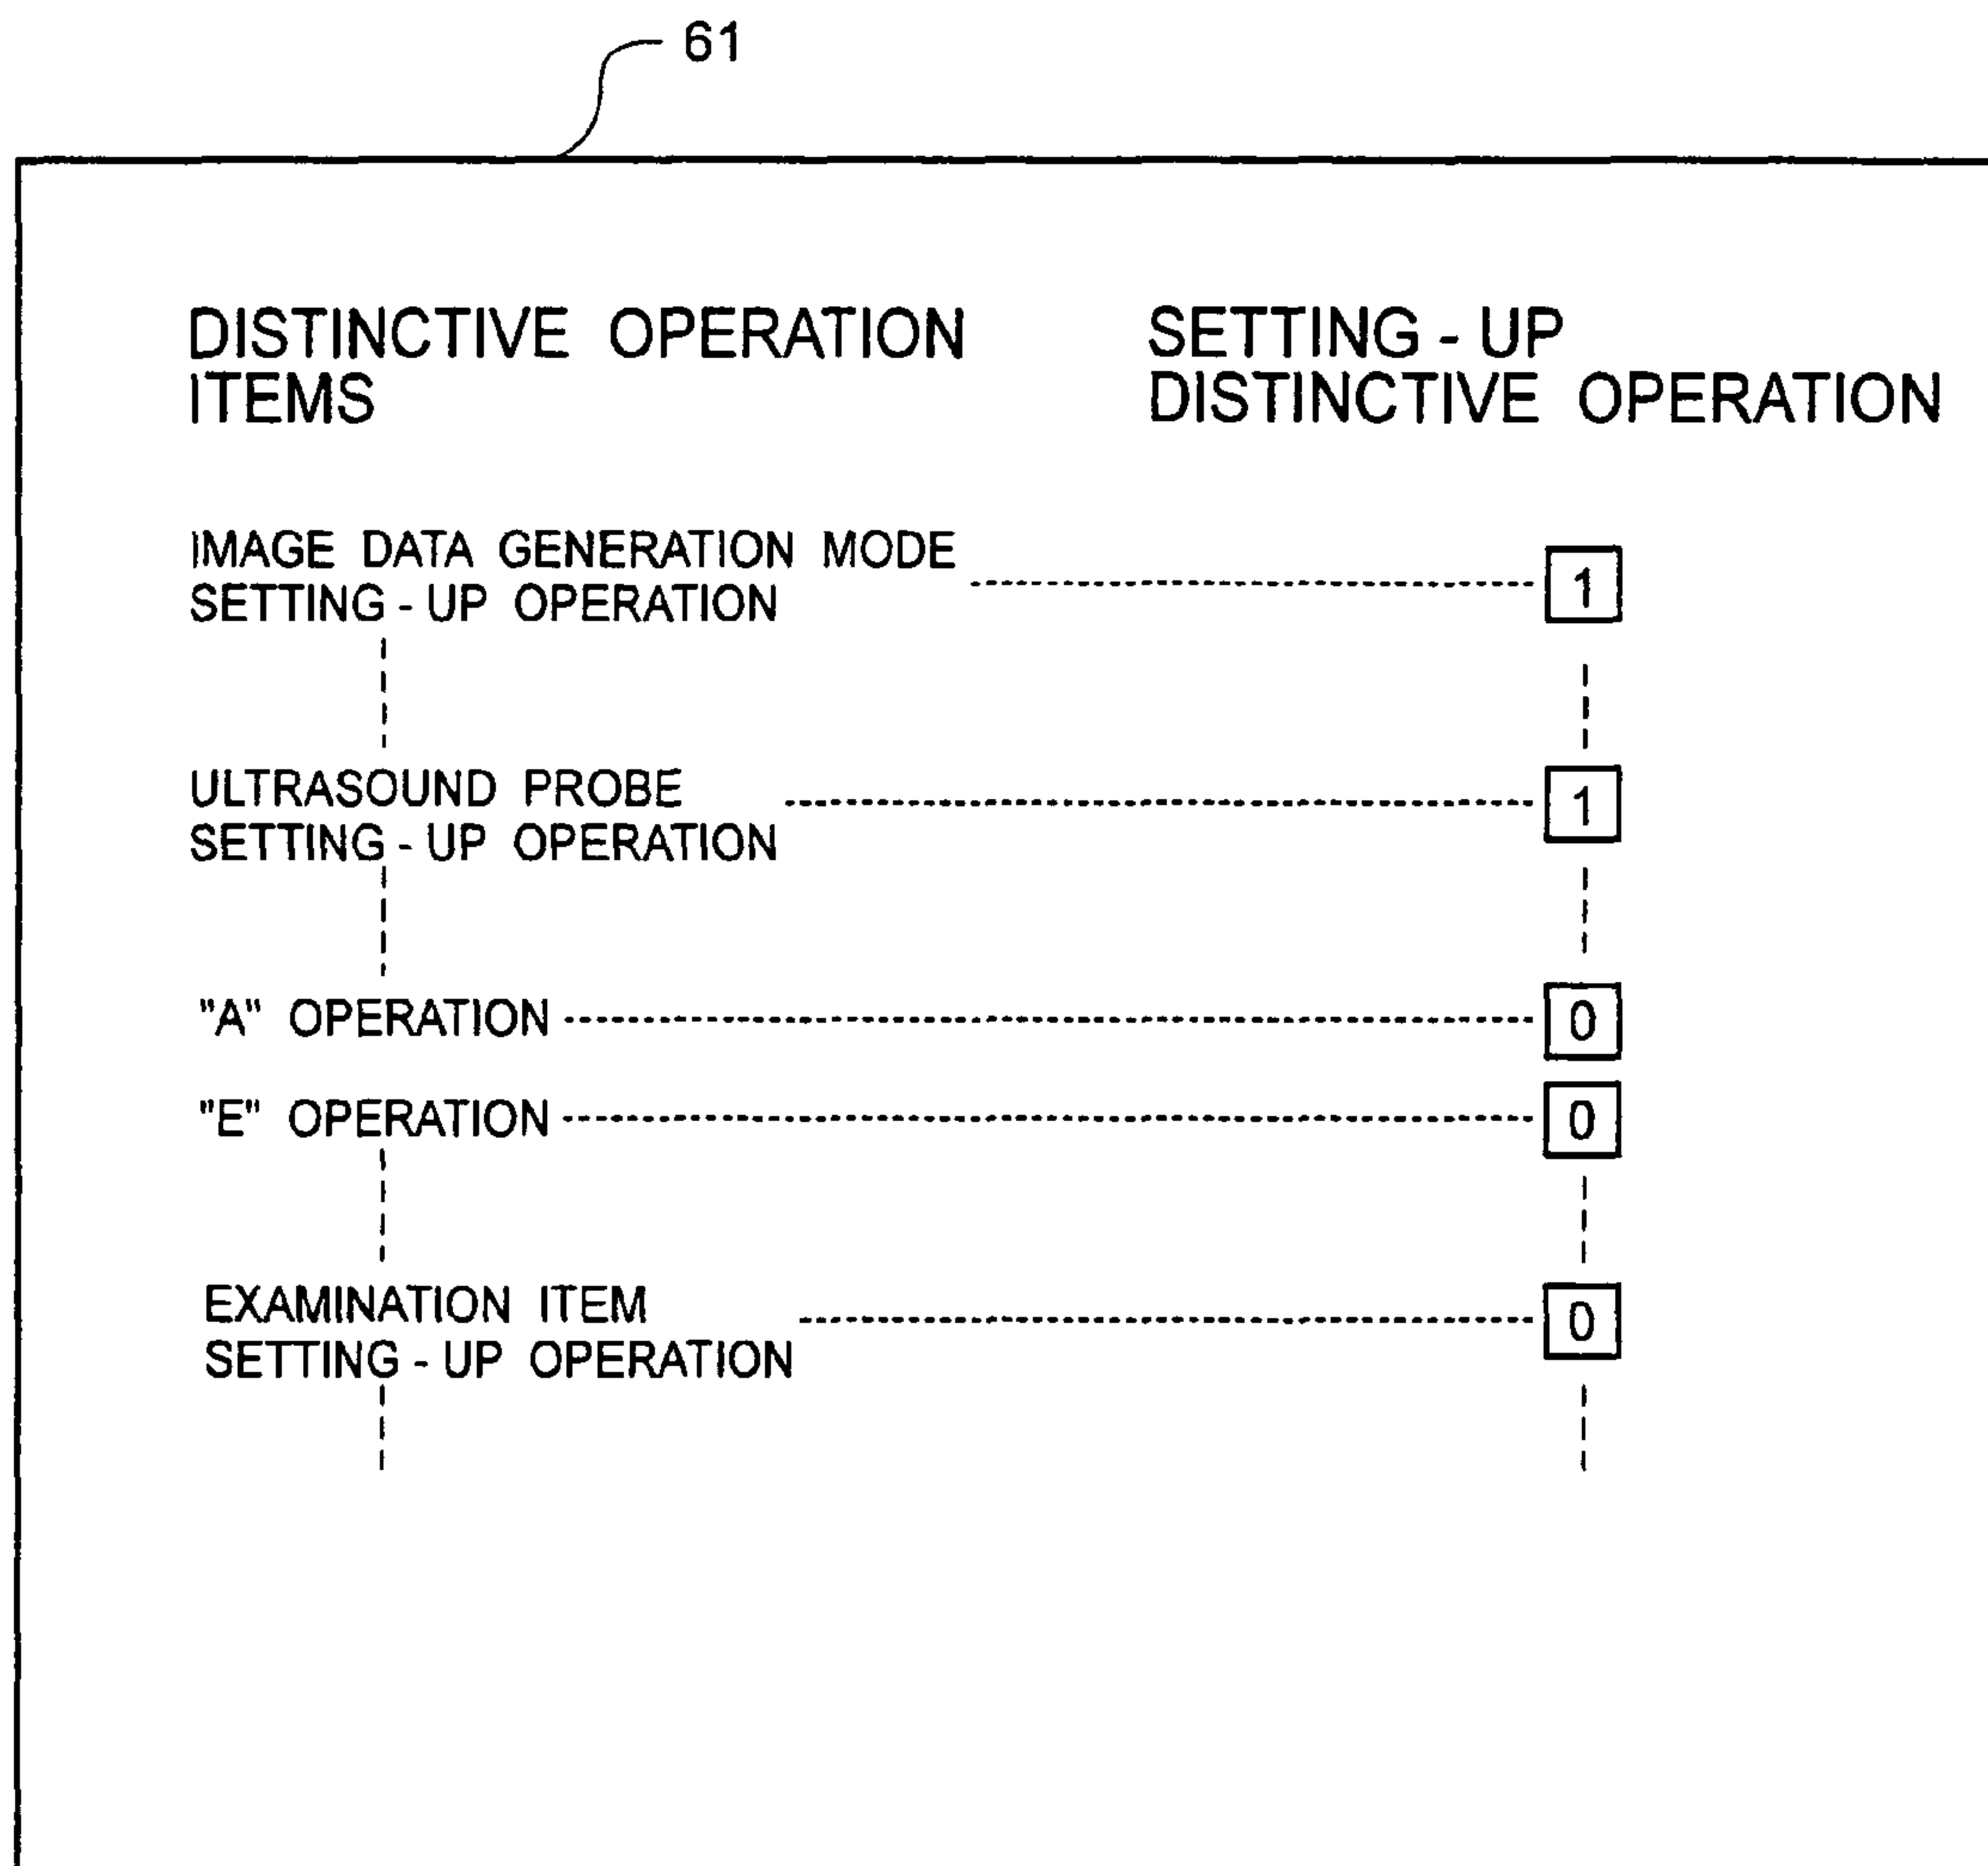 61
DISTINCTIVE OPERATION
ITEMS
SETTING - UP
DISTINCTIVE OPERATION
IMAGE DATA GENERATION MODE
SETTING - UP OPERATION
1
ULTRASOUND PROBE
SETTING - UP OPERATION
1
"A" OPERATION
0
"E" OPERATION
0
EXAMINATION ITEM
SETTING - UP OPERATION
0